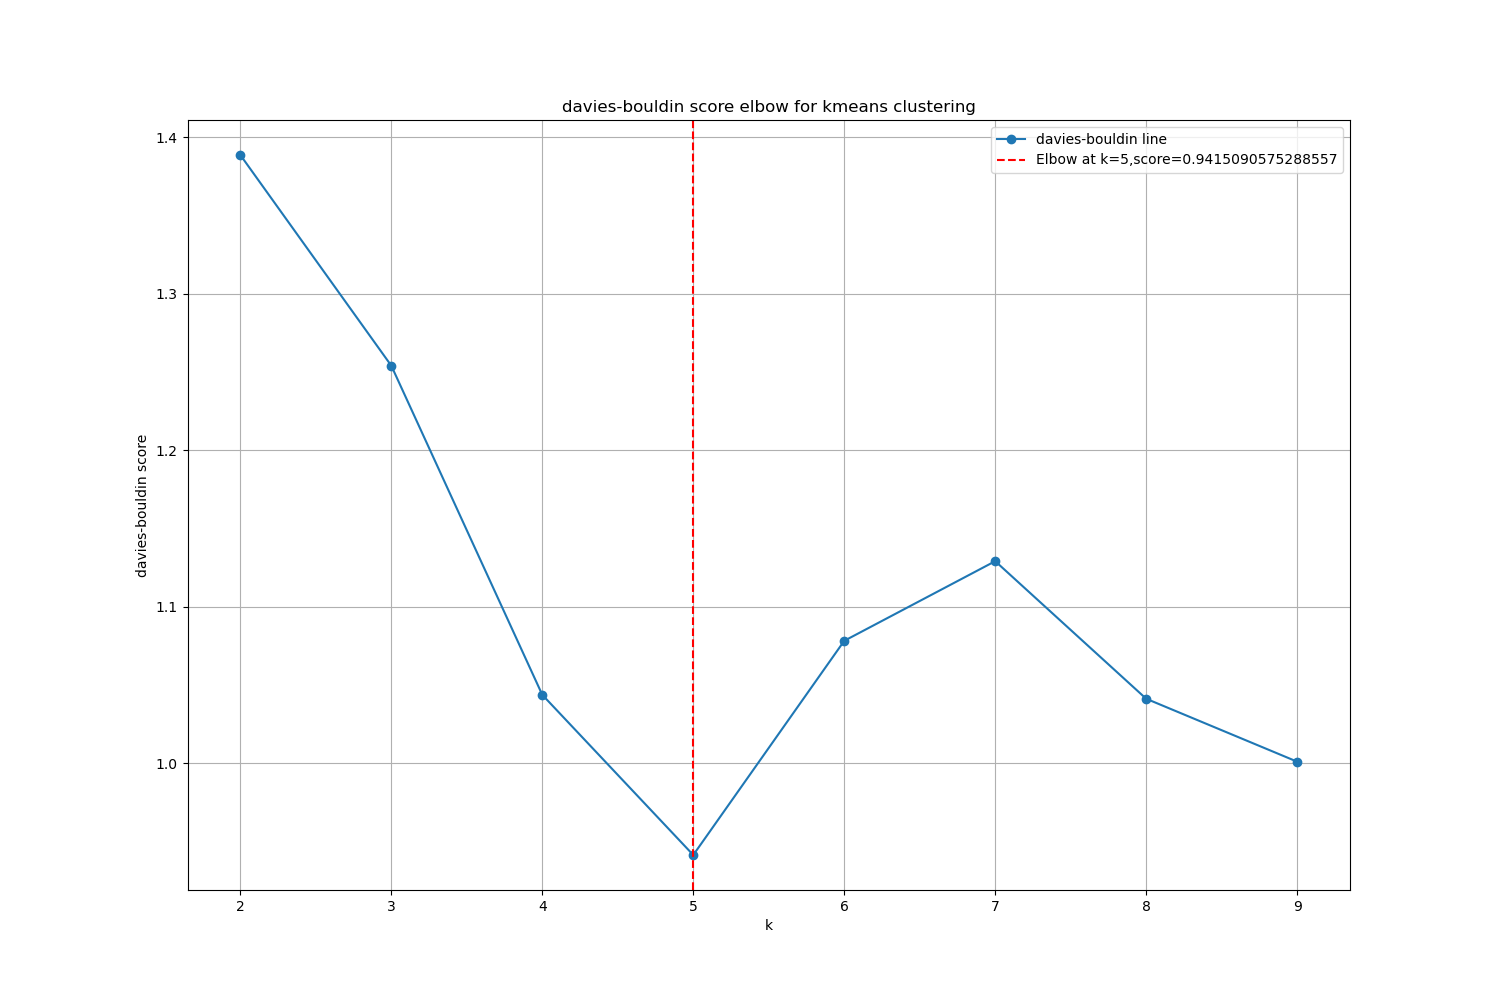 davies-bouldin score elbow for kmeans clustering
davies-bouldin line
Elbow at k=5,score=0.9415090575288557
davies-bouldin score
1.4
1.3
1.2
1.1
1.0
2 3 4 5 6 7 8 9
k